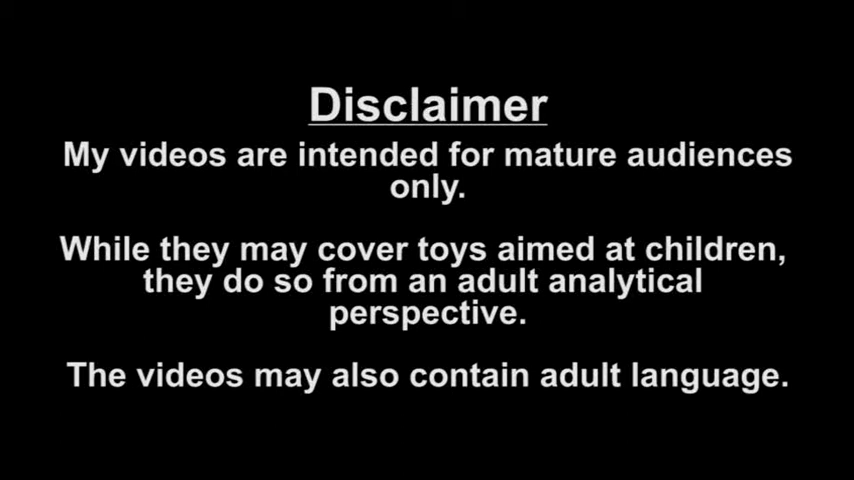 Disclaimer
My videos are intended for mature audiences
only.
While they may cover toys aimed at children,
they do so from an adult analytical
perspective.
The videos may also contain adult language.